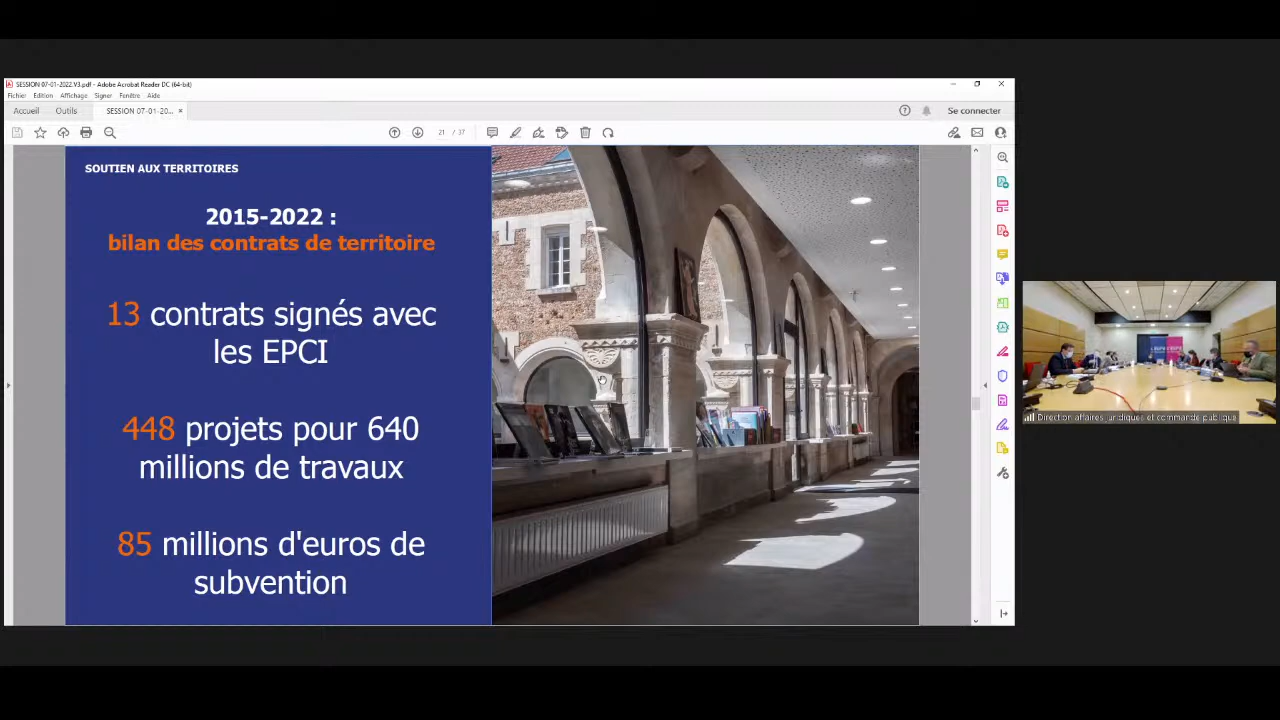 SESSION 07-01-2022.V3.pdf - Adobe Acrobat Reader DC (64-bit)
Fichier Edition Affichage Signer Fenêtre Aide
Accueil Outils SESSION 07-01-20... × Se connecter
21 / 37
SOUTIEN AUX TERRITOIRES
2015-2022 :
bilan des contrats de territoire
13 contrats signés avec
les EPCI
448 projets pour 640
millions de travaux
85 millions d'euros de
subvention
Direction affaires juridiques et commande publique